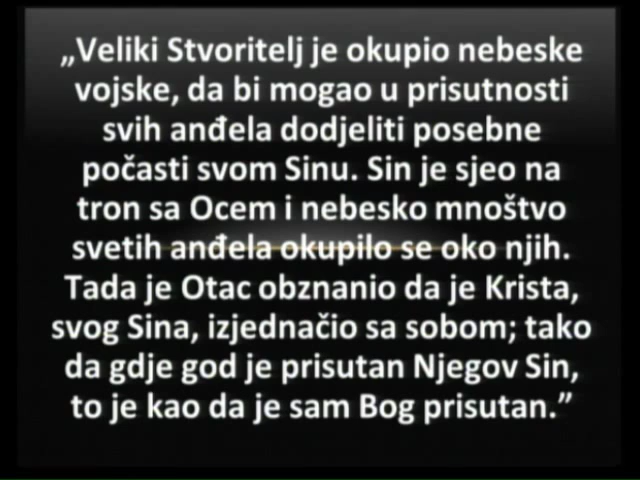 „Veliki Stvoritelj je okupio nebeske
vojske, da bi mogao u prisutnosti
svih anđela dodjeliti posebne
počasti svom Sinu. Sin je sjeo na
tron sa Ocem i nebesko mnoštvo
svetih anđela okupilo se oko njih.
Tada je Otac obznanio da je Krista,
svog Sina, izjednačio sa sobom; tako
da gdje god je prisutan Njegov Sin,
to je kao da je sam Bog prisutan.”